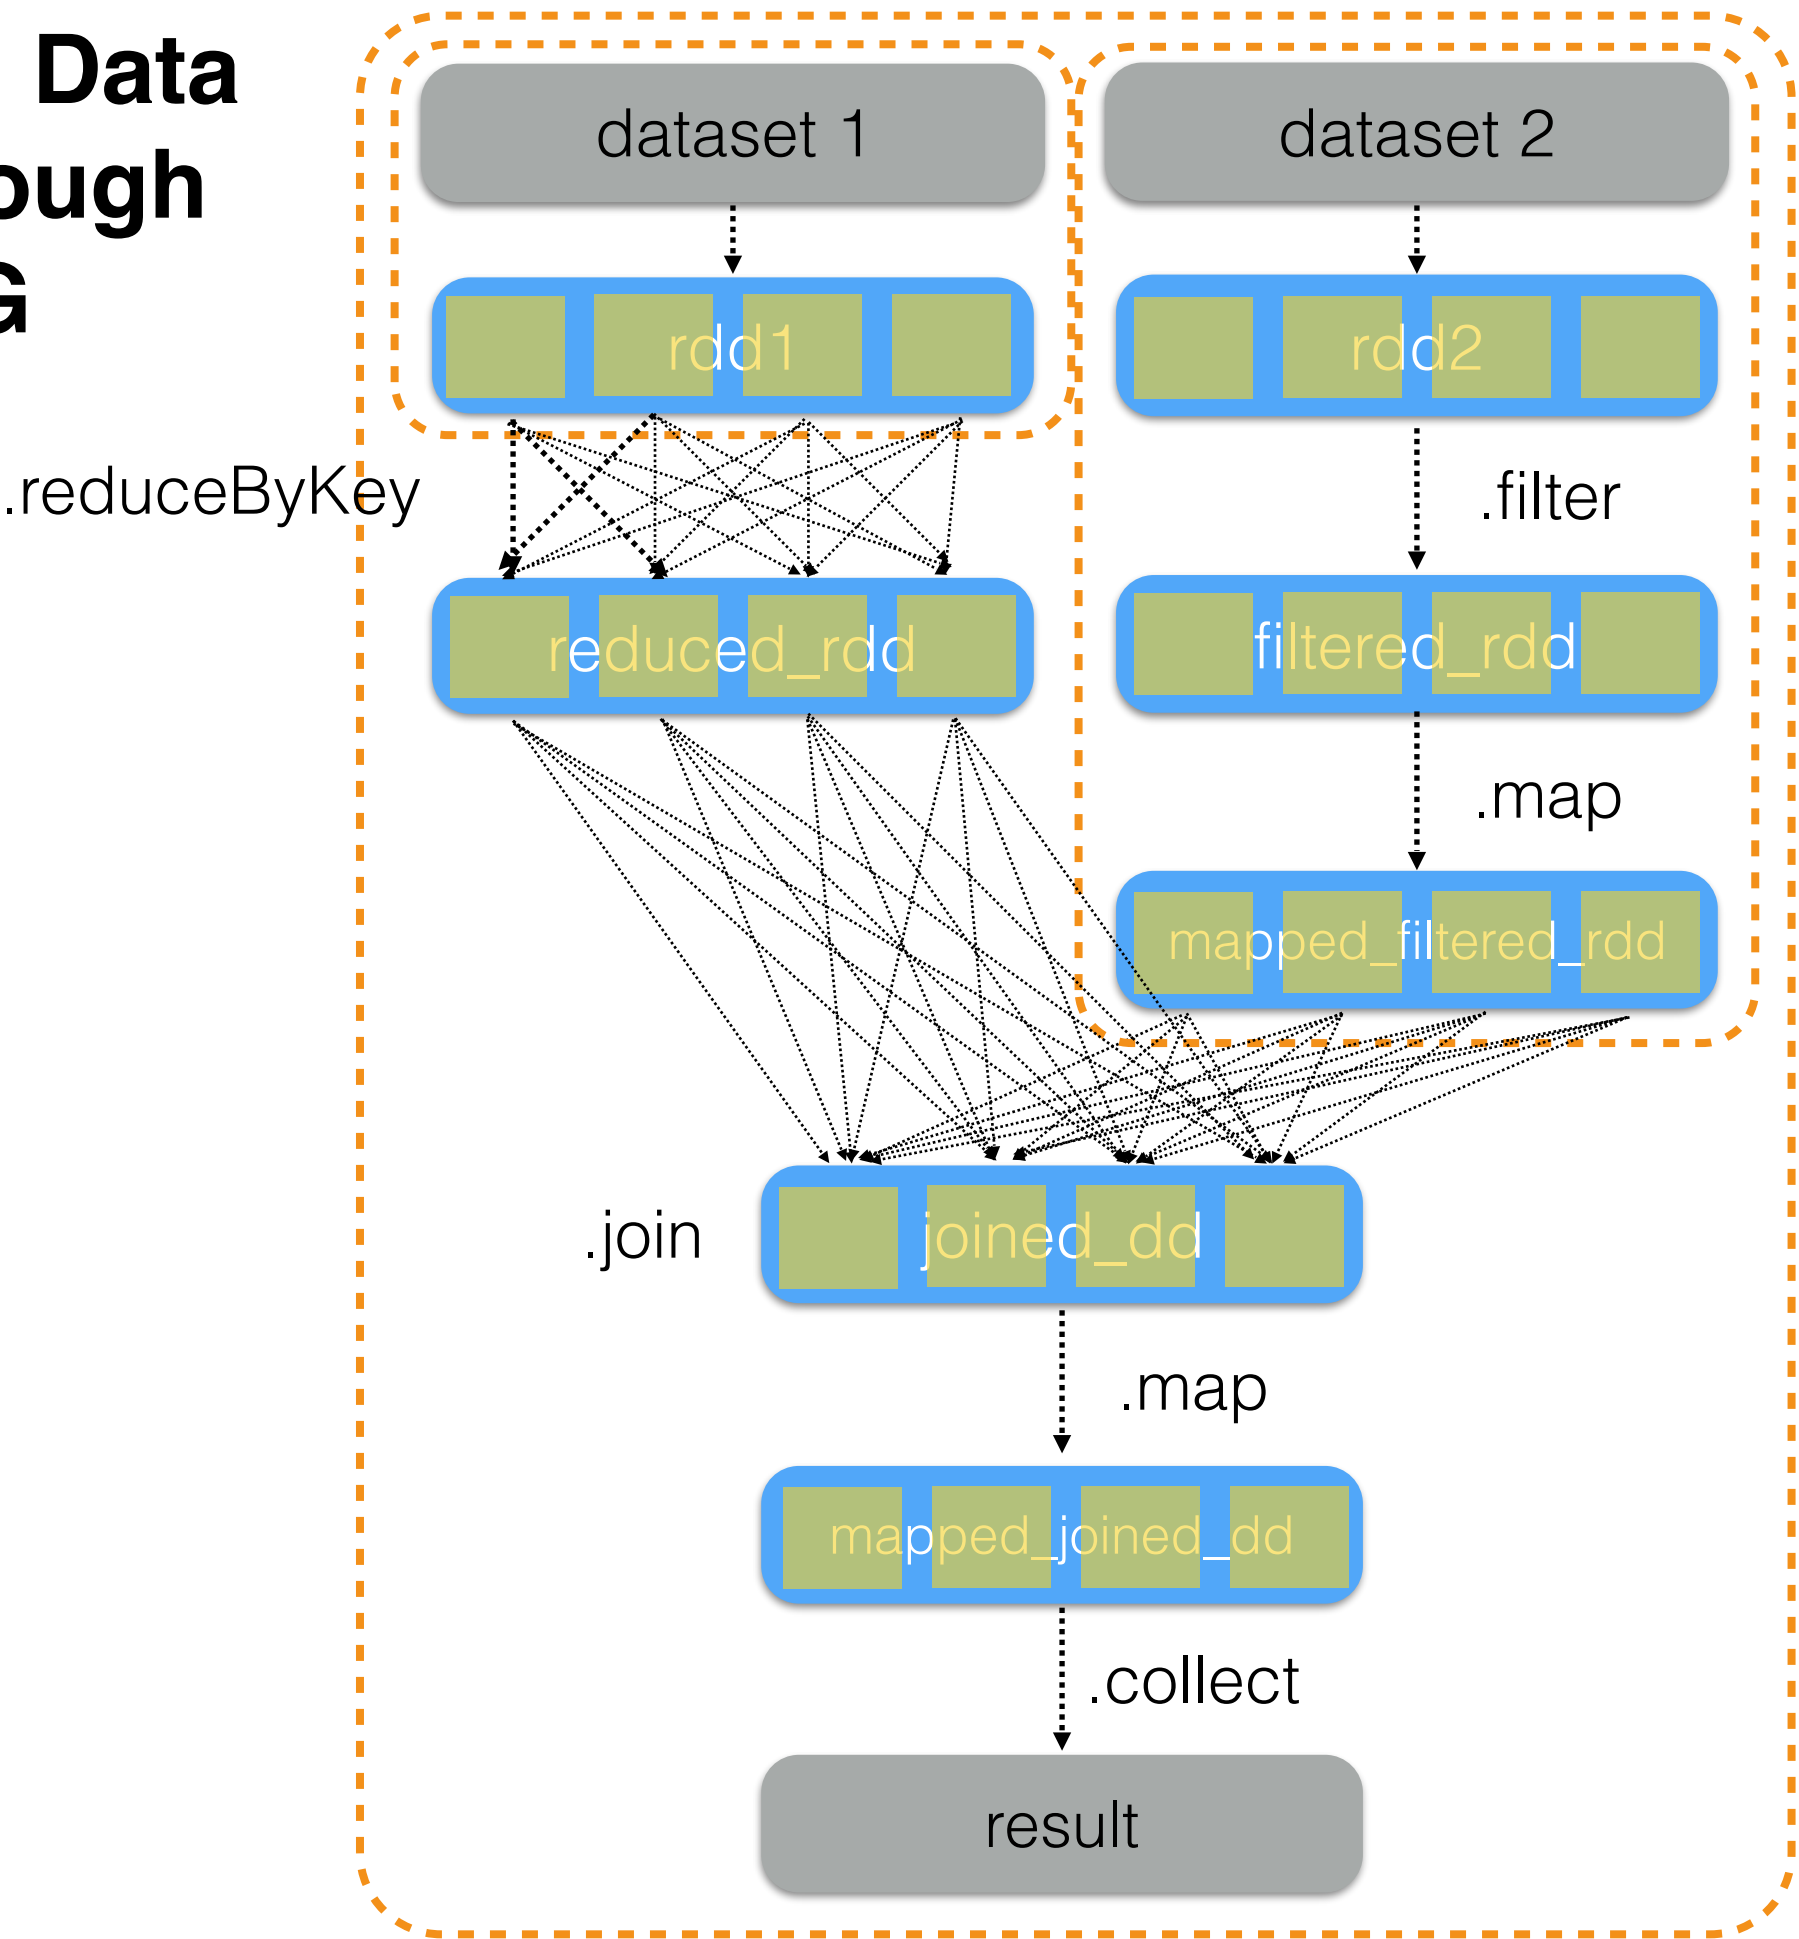 Data
ough
G
dataset 1
dataset 2
rdd1
rdd2
.reduceByKey
.filter
reduced_rdd
filtered_rdd
.map
mapped_filtered_rdd
.join
joined_dd
.map
mapped_joined_dd
.collect
result